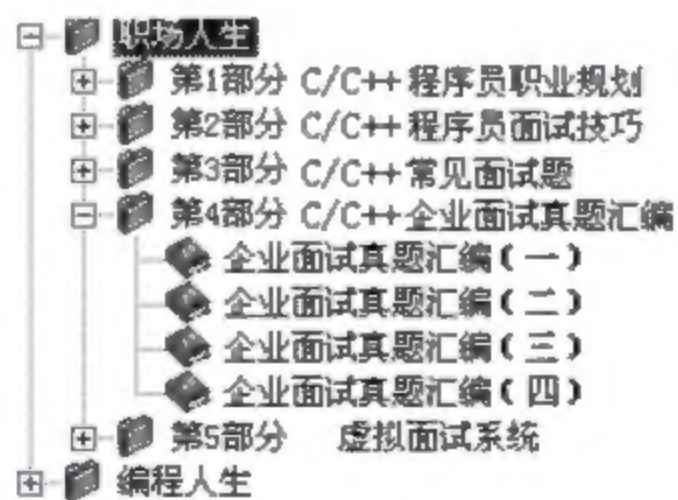 职场人生
第1部分 C/C++程序员职业规划
第2部分 C/C++程序员面试技巧
第3部分 C/C++常见面试题
第4部分 C/C++企业面试真题汇编
企业面试真题汇编(一)
企业面试真题汇编(二)
企业面试真题汇编(三)
企业面试真题汇编(四)
第5部分 虚拟面试系统
编程人生